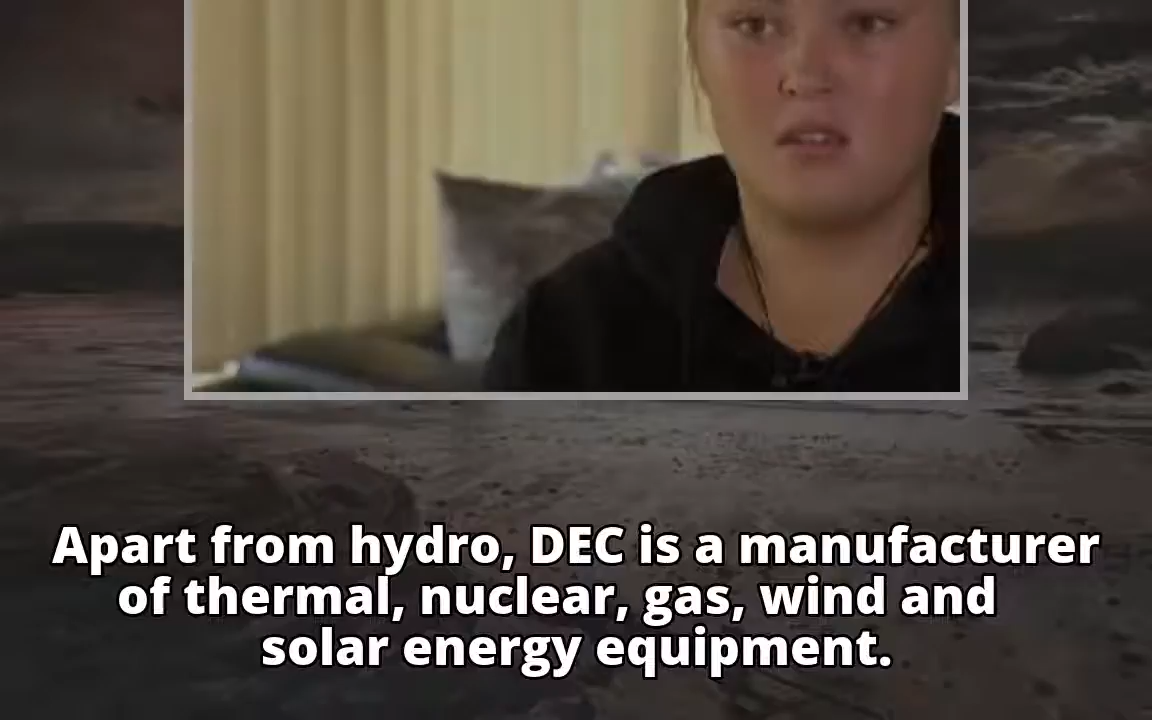 Apart from hydro, DEC is a manufacturer
of thermal, nuclear, gas, wind and
solar energy equipment.